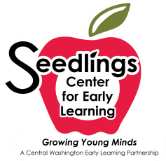 Seedlings
Center
for Early
Learning
Growing Young Minds
A Central Washington Early Learning Partnership